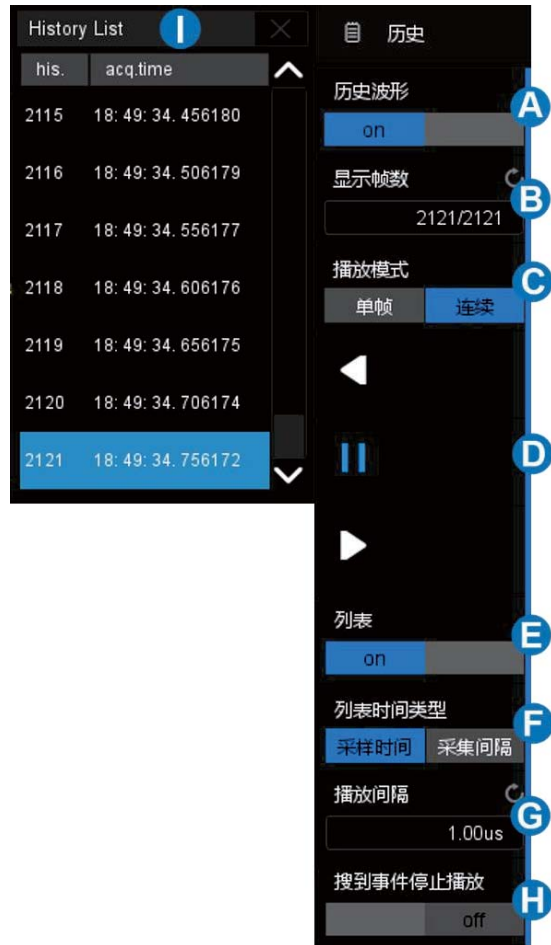 History List I
his. acq.time
2115 18:49:34.456180
2116 18:49:34.506179
2117 18:49:34.556177
2118 18:49:34.606176
2119 18:49:34.656175
2120 18:49:34.706174
2121 18:49:34.756172
历史
历史波形 A
on
显示帧数 B
2121/2121
播放模式 C
单帧 连续
D
列表 E
on
列表时间类型 F
采样时间 采集间隔
播放间隔 G
1.00us
搜到事件停止播放 H
off